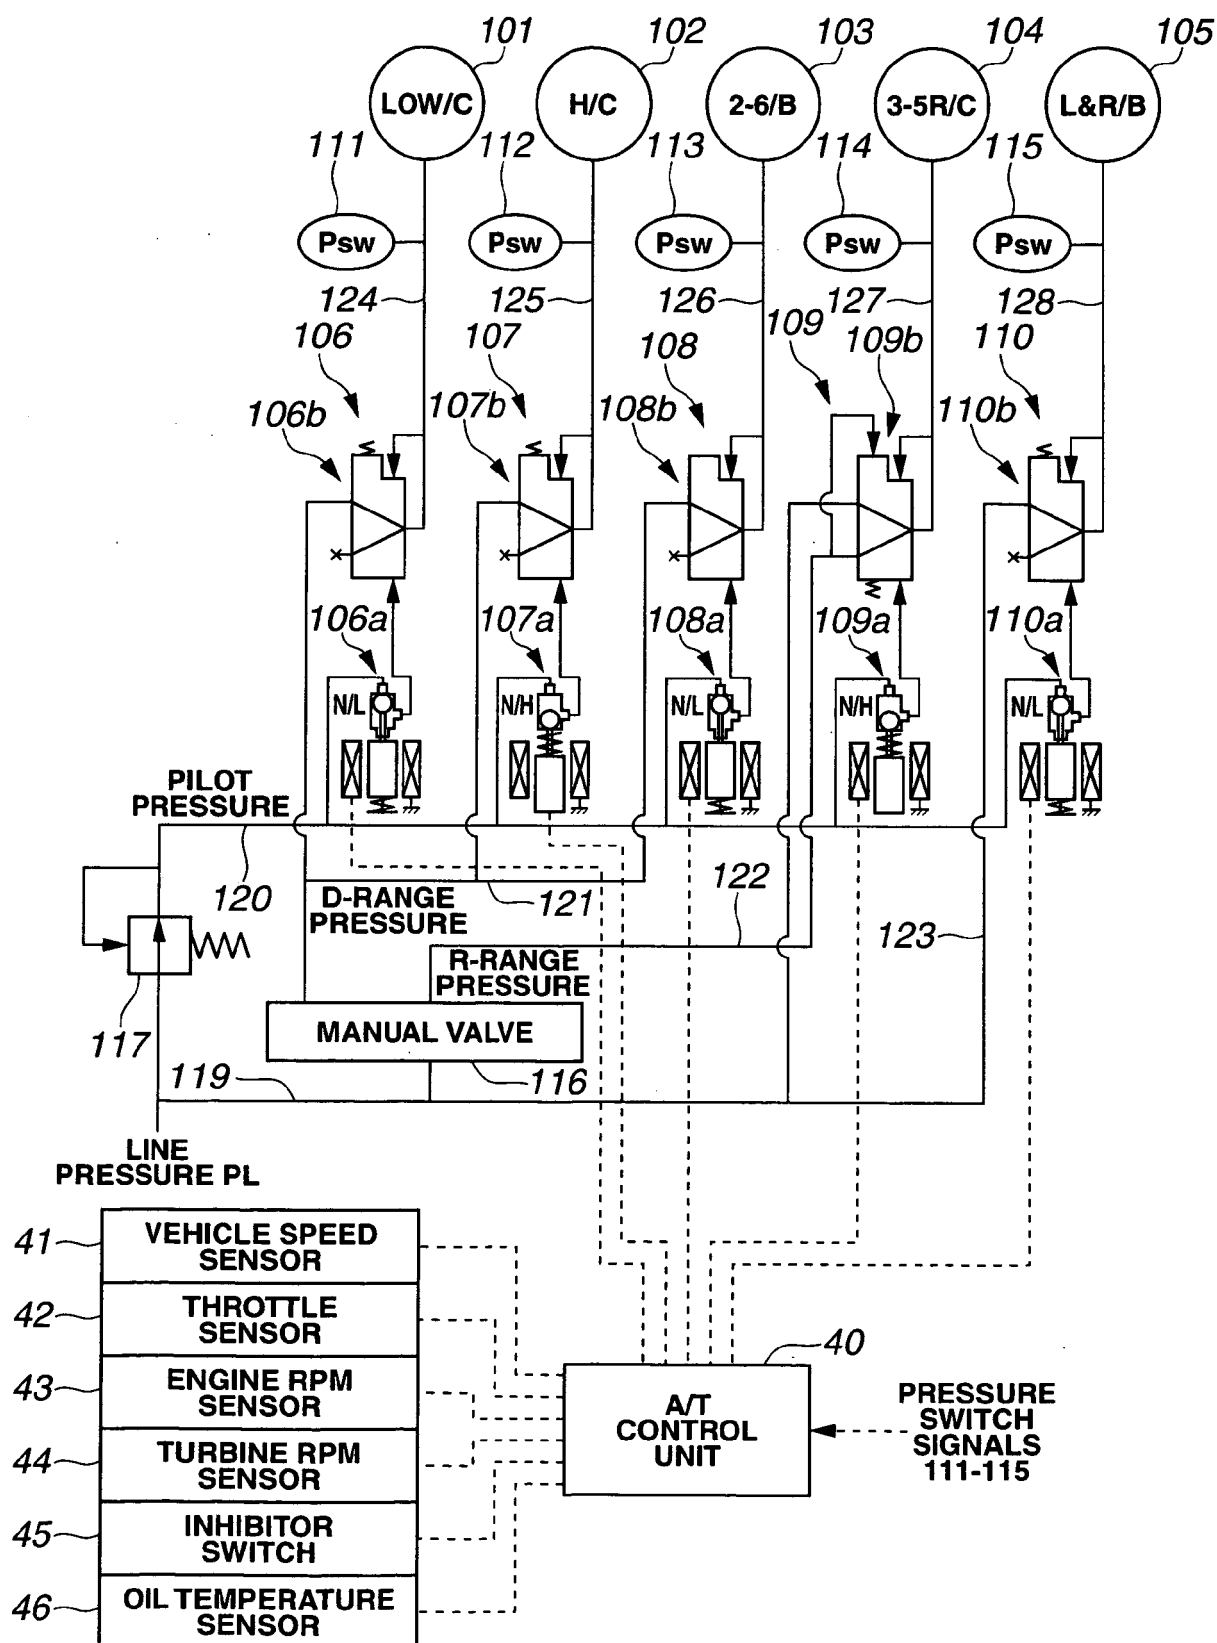 101 102 103 104 105
LOW/C H/C 2-6/B 3-5R/C L&R/B
111 112 113 114 115
Psw Psw Psw Psw Psw
124 125 126 127 128
106 107 108 109 109b 110
106b 107b 108b 110b
106a 107a 108a 109a 110a
N/L N/H N/L N/H N/L
PILOT
PRESSURE
120 121 122 123
D-RANGE
PRESSURE
R-RANGE
PRESSURE
117
MANUAL VALVE
119 116
LINE
PRESSURE PL
41 VEHICLE SPEED
SENSOR
42 THROTTLE
SENSOR
43 ENGINE RPM
SENSOR
44 TURBINE RPM
SENSOR
45 INHIBITOR
SWITCH
46 OIL TEMPERATURE
SENSOR
40
A/T
CONTROL
UNIT
PRESSURE
SWITCH
SIGNALS
111-115